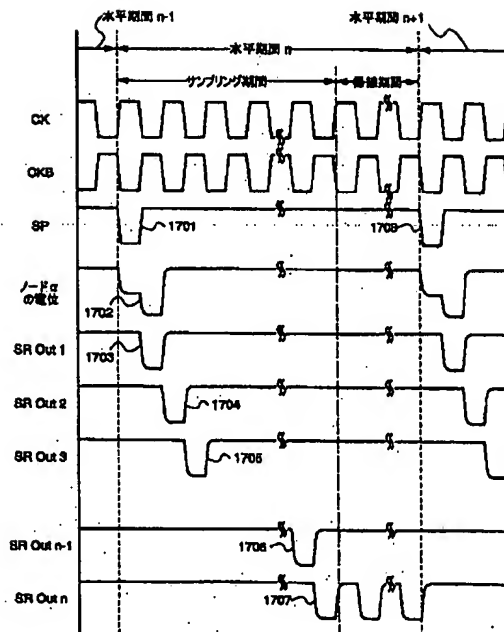 水平期間 n-1
水平期間 n+1
水平期間 n
サンプリング期間
帰線期間
CK
CKB
SP
1701
1708
ノードα
の電位
1702
SR Out 1
1703
SR Out 2
1704
SR Out 3
1705
SR Out n-1
1706
SR Out n
1707